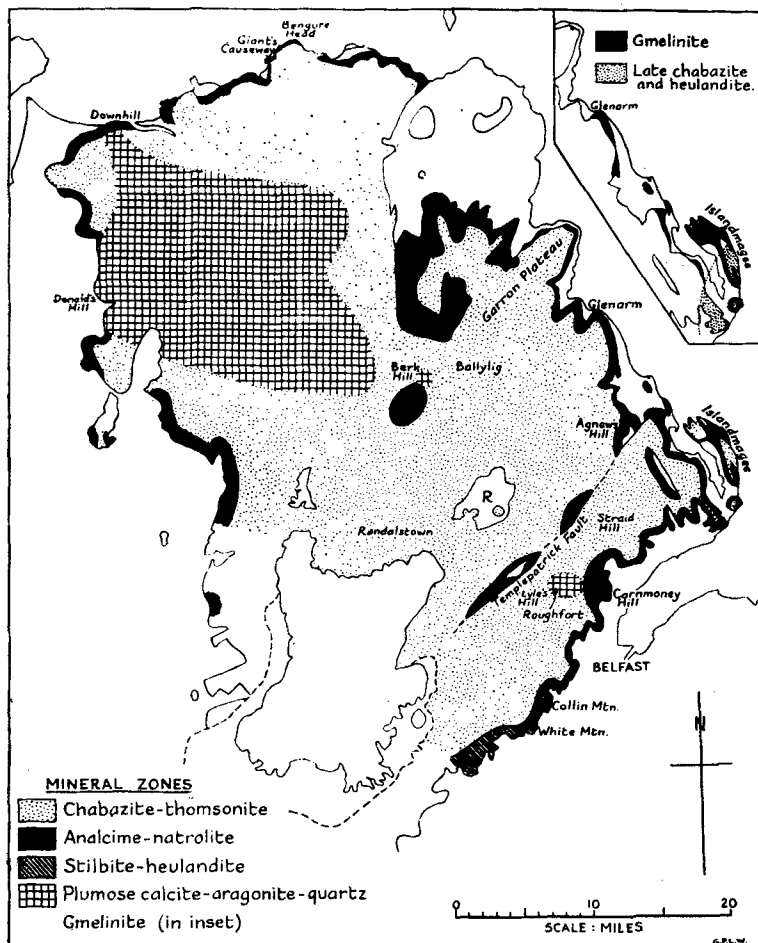 Bengure
Head
Giant's
Causeway
Downhill
Gmelinite
Late chabazite
and heulandite.
Glenarm
Islandmagee
Garron Plateau
Donald's
Hill
Glenarm
Berk
Hill
Ballylig
Agnew's
Hill
Islandmagee
R
Straid
Hill
Randalstown
Templepatrick Fault
Lyle's
Hill
Roughfort
Carnmoney
Hill
BELFAST
Collin Mtn.
White Mtn.
N
MINERAL ZONES
Chabazite-thomsonite
Analcime-natrolite
Stilbite-heulandite
Plumose calcite-aragonite-quartz
Gmelinite (in inset)
0 10 20
SCALE : MILES
G.P.L.W.